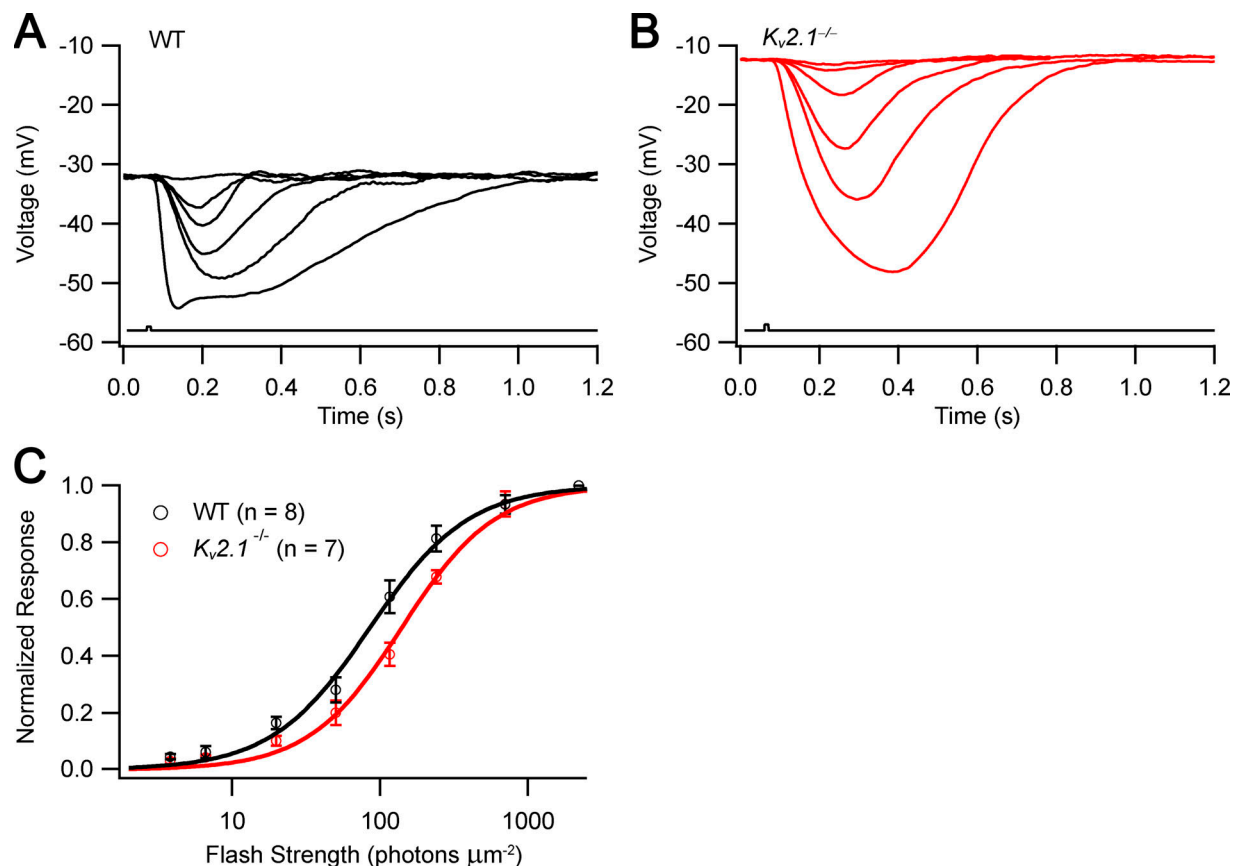 A
WT
-10
-20
-30
-40
-50
-60
Voltage (mV)
0.0 0.2 0.4 0.6 0.8 1.0 1.2
Time (s)
B
Kv2.1⁻/⁻
-10
-20
-30
-40
-50
-60
Voltage (mV)
0.0 0.2 0.4 0.6 0.8 1.0 1.2
Time (s)
C
1.0
0.8
0.6
0.4
0.2
0.0
Normalized Response
WT (n = 8)
Kv2.1 -/- (n = 7)
10 100 1000
Flash Strength (photons μm-2)